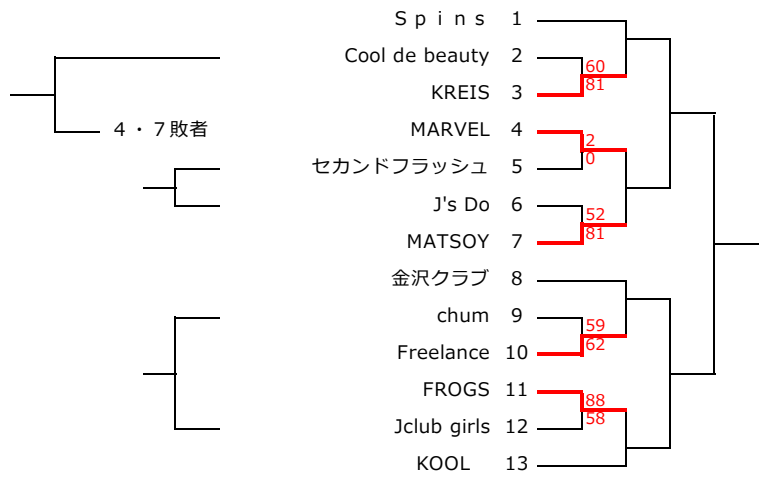 Ｓｐｉｎｓ 1
Cool de beauty 2
60
81
KREIS 3
４・７敗者
MARVEL 4
2
0
セカンドフラッシュ 5
J's Do 6
52
81
MATSOY 7
金沢クラブ 8
chum 9
59
62
Freelance 10
FROGS 11
88
58
Jclub girls 12
KOOL 13